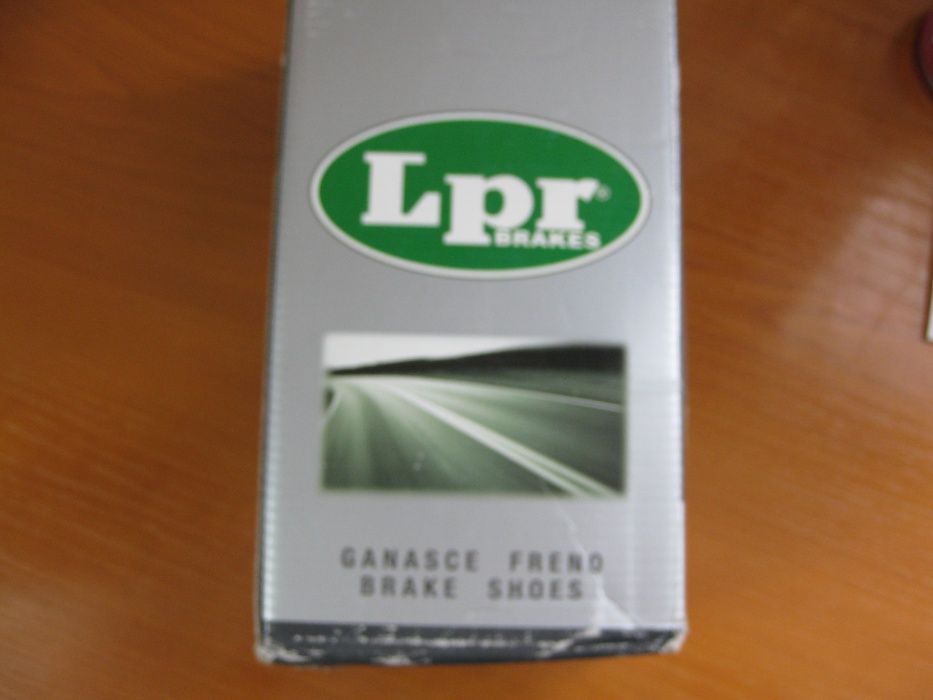 Lpr®
BRAKES
GANASCE FRENO
BRAKE SHOES